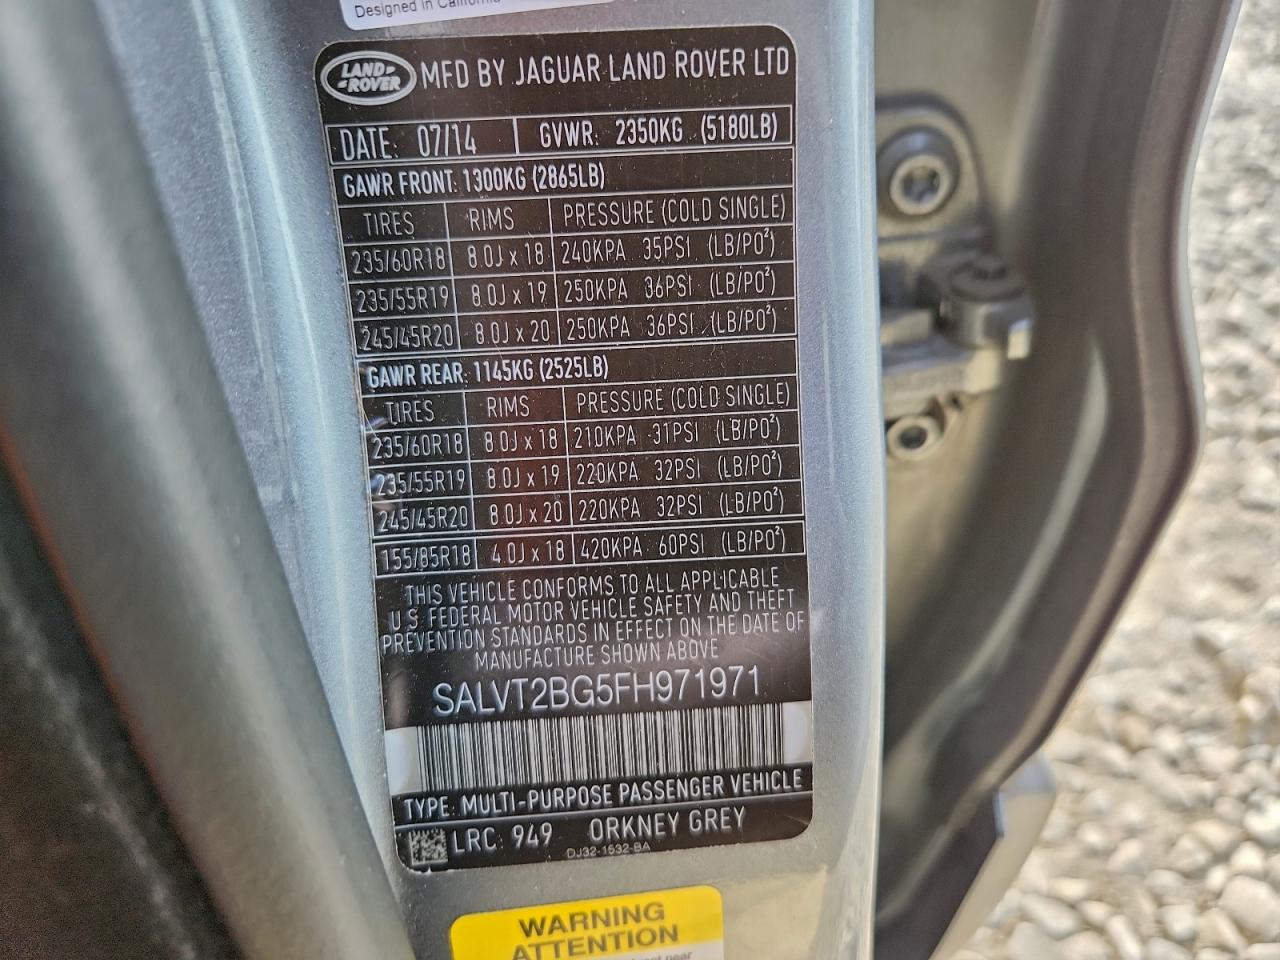 Designed in California
LAND-
-ROVER
MFD BY JAGUAR LAND ROVER LTD
DATE: 07/14 GVWR: 2350KG (5180LB)
GAWR FRONT: 1300KG (2865LB)
TIRES RIMS PRESSURE (COLD SINGLE)
235/60R18 8.0J x 18 240KPA 35PSI (LB/PO²)
235/55R19 8.0J x 19 250KPA 36PSI (LB/PO²)
245/45R20 8.0J x 20 250KPA 36PSI (LB/PO²)
GAWR REAR: 1145KG (2525LB)
TIRES RIMS PRESSURE (COLD SINGLE)
235/60R18 8.0J x 18 210KPA 31PSI (LB/PO²)
235/55R19 8.0J x 19 220KPA 32PSI (LB/PO²)
245/45R20 8.0J x 20 220KPA 32PSI (LB/PO²)
155/85R18 4.0J x 18 420KPA 60PSI (LB/PO²)
THIS VEHICLE CONFORMS TO ALL APPLICABLE
U.S. FEDERAL MOTOR VEHICLE SAFETY AND THEFT
PREVENTION STANDARDS IN EFFECT ON THE DATE OF
MANUFACTURE SHOWN ABOVE
SALVT2BG5FH971971
TYPE: MULTI-PURPOSE PASSENGER VEHICLE
LRC: 949 ORKNEY GREY
DJ32-1532-BA
WARNING
ATTENTION
near